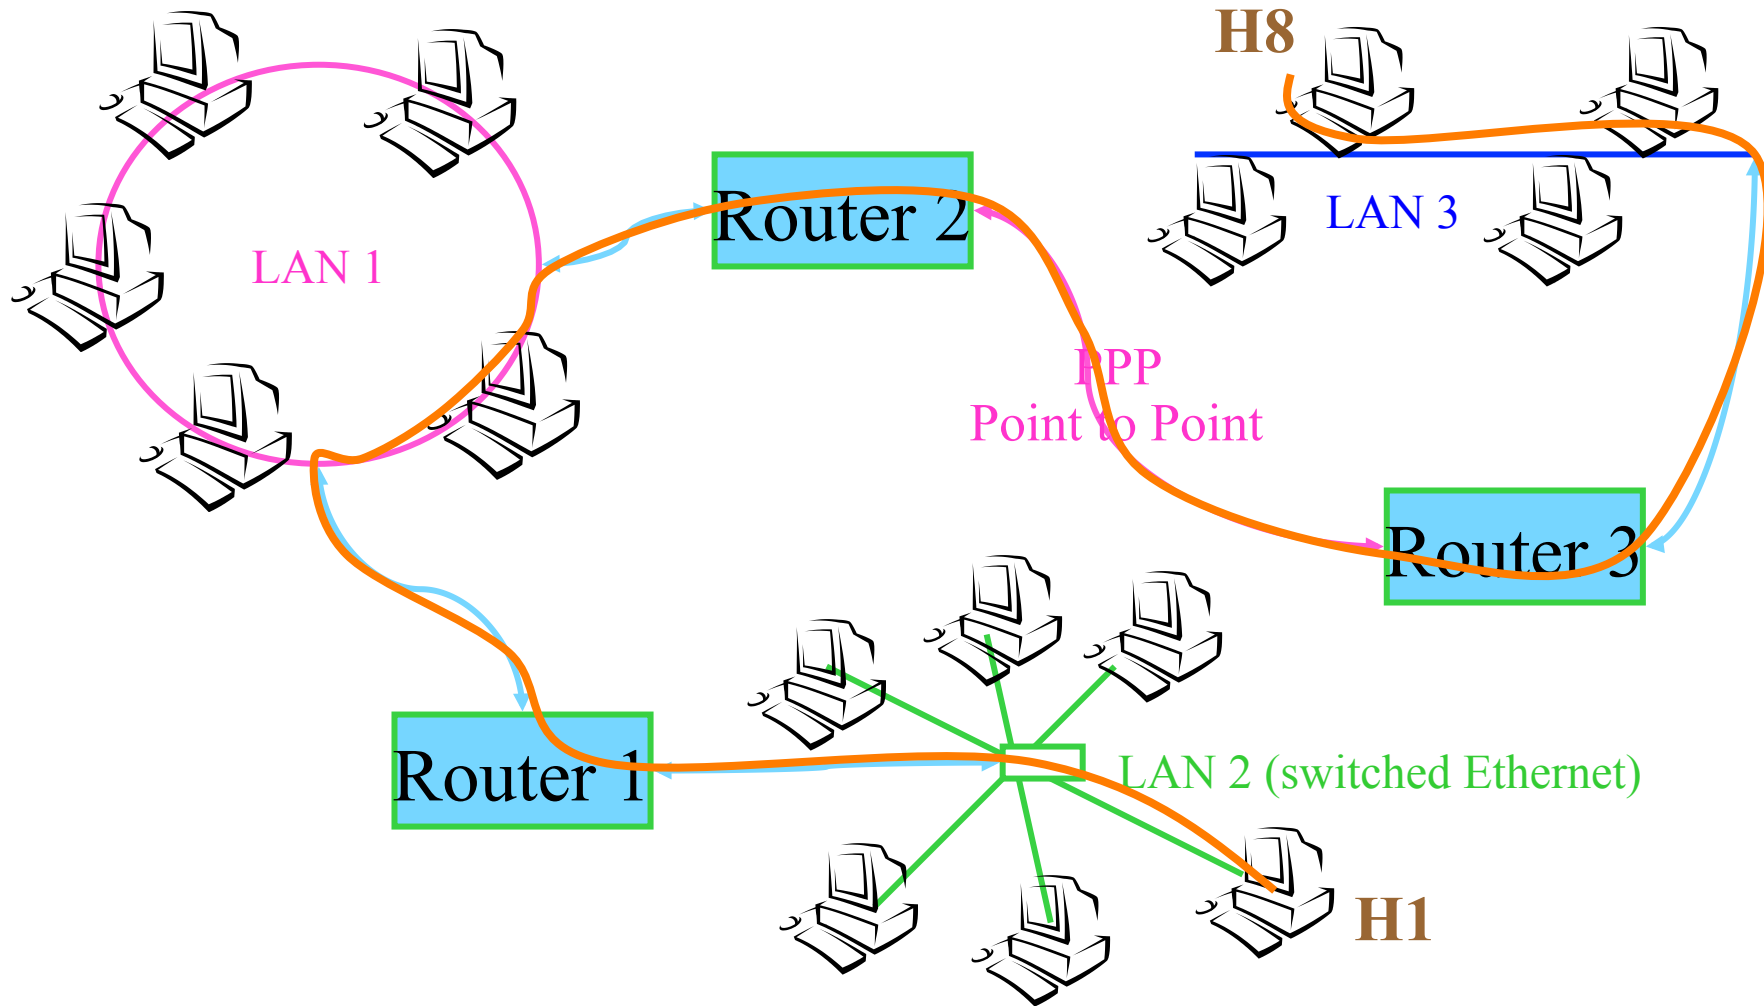 H8
Router 2
LAN 3
LAN 1
PPP
Point to Point
Router 3
Router 1
LAN 2 (switched Ethernet)
H1